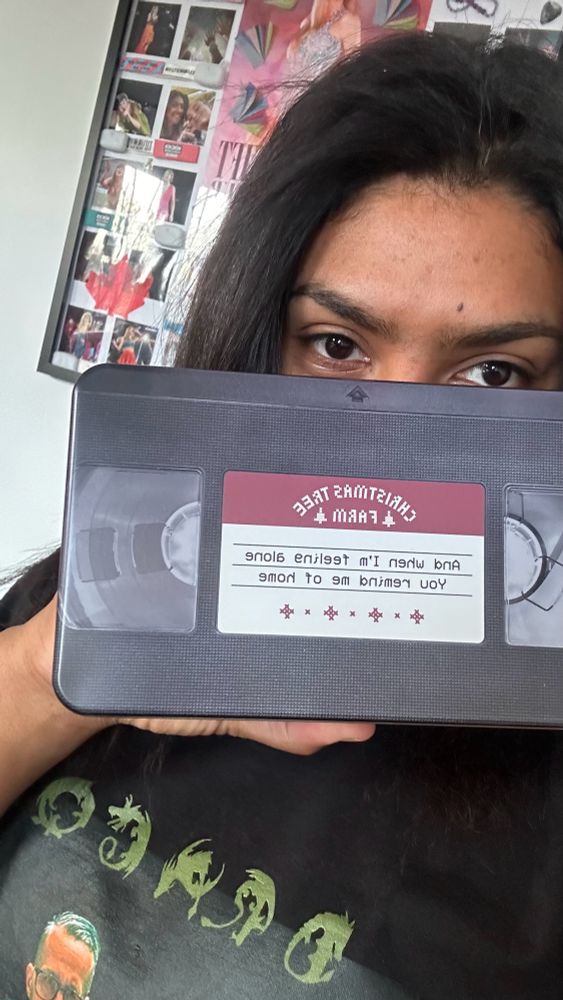 CHRISTMAS TREE
FARM
And when I'm feeling alone
You remind me of home